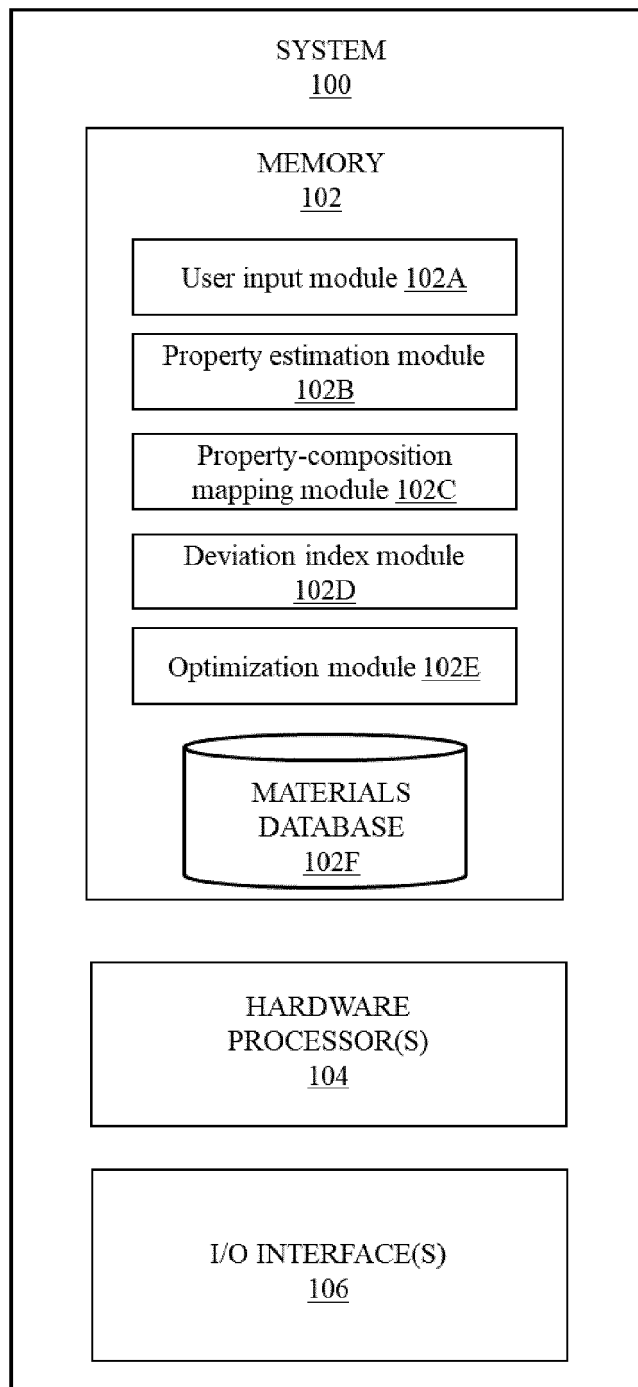 SYSTEM
100
MEMORY
102
User input module 102A
Property estimation module
102B
Property-composition
mapping module 102C
Deviation index module
102D
Optimization module 102E
MATERIALS
DATABASE
102F
HARDWARE
PROCESSOR(S)
104
I/O INTERFACE(S)
106